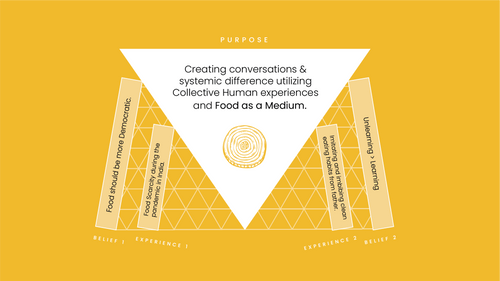 PURPOSE
Creating conversations &
systemic difference utilizing
Collective Human experiences
and Food as a Medium.
Food should be more Democratic.
Food Scarcity during the
pandemic in India.
Imitating and imbibing clean
eating habits from father.
Unlearning > Learning
BELIEF 1
EXPERIENCE 1
EXPERIENCE 2
BELIEF 2